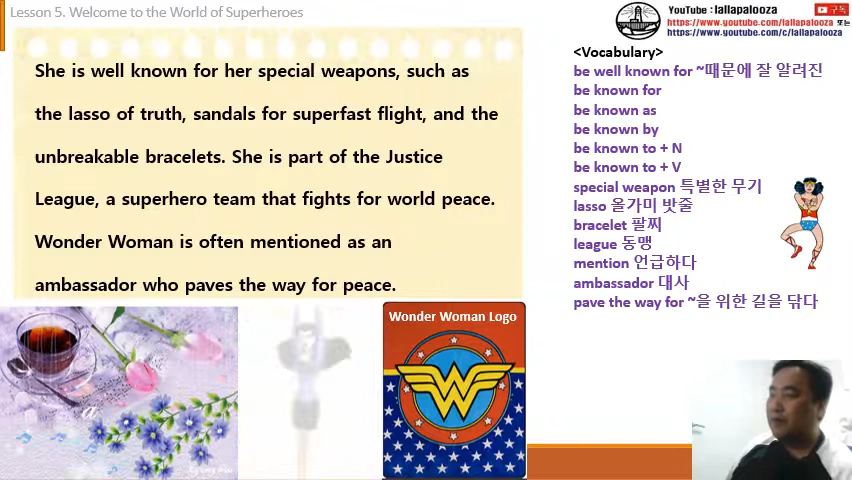 Lesson 5. Welcome to the World of Superheroes
YouTube : lallapalooza
구독
https://www.youtube.com/lallapalooza 또는
https://www.youtube.com/c/lallapalooza
She is well known for her special weapons, such as
the lasso of truth, sandals for superfast flight, and the
unbreakable bracelets. She is part of the Justice
League, a superhero team that fights for world peace.
Wonder Woman is often mentioned as an
ambassador who paves the way for peace.
<Vocabulary>
be well known for ~때문에 잘 알려진
be known for
be known as
be known by
be known to + N
be known to + V
special weapon 특별한 무기
lasso 올가미 밧줄
bracelet 팔찌
league 동맹
mention 언급하다
ambassador 대사
pave the way for ~을 위한 길을 닦다
Wonder Woman Logo